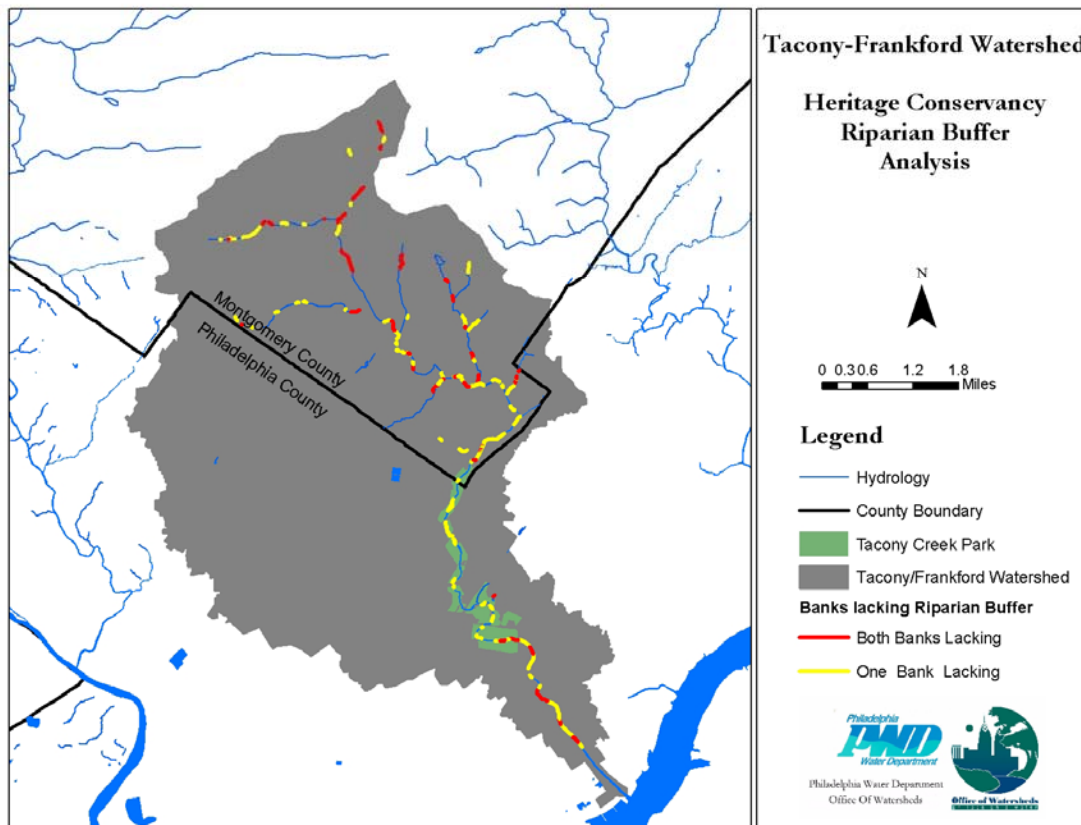 Tacony-Frankford Watershed
Heritage Conservancy
Riparian Buffer
Analysis
N
0 0.3 0.6 1.2 1.8
Miles
Legend
Hydrology
County Boundary
Tacony Creek Park
Tacony/Frankford Watershed
Banks lacking Riparian Buffer
Both Banks Lacking
One Bank Lacking
Philadelphia
PWD
Water Department
Philadelphia Water Department
Office Of Watersheds
Office of Watersheds
Montgomery County
Philadelphia County